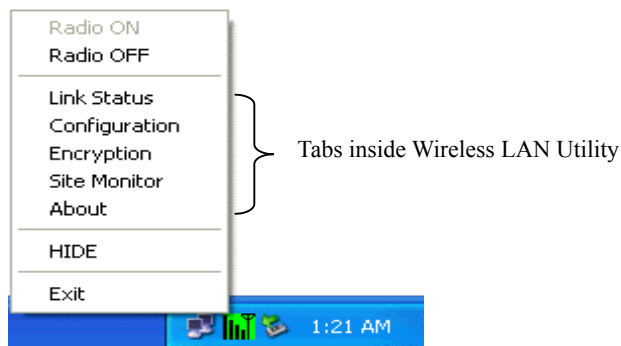 Radio ON
Radio OFF
Link Status
Configuration
Encryption
Site Monitor
About
Tabs inside Wireless LAN Utility
HIDE
Exit
1:21 AM